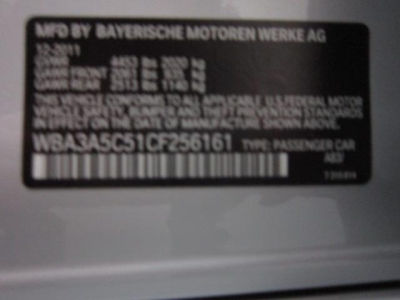 MFD BY BAYERISCHE MOTOREN WERKE AG
12-2011
GVWR 4453 lbs 2020 kg
GAWR FRONT 2061 lbs 935 kg
GAWR REAR 2513 lbs 1140 kg
THIS VEHICLE CONFORMS TO ALL APPLICABLE U.S. FEDERAL MOTOR
VEHICLE SAFETY, BUMPER AND THEFT PREVENTION STANDARDS
IN EFFECT ON THE DATE OF MANUFACTURE SHOWN ABOVE.
WBA3A5C51CF256161 TYPE: PASSENGER CAR
A83/